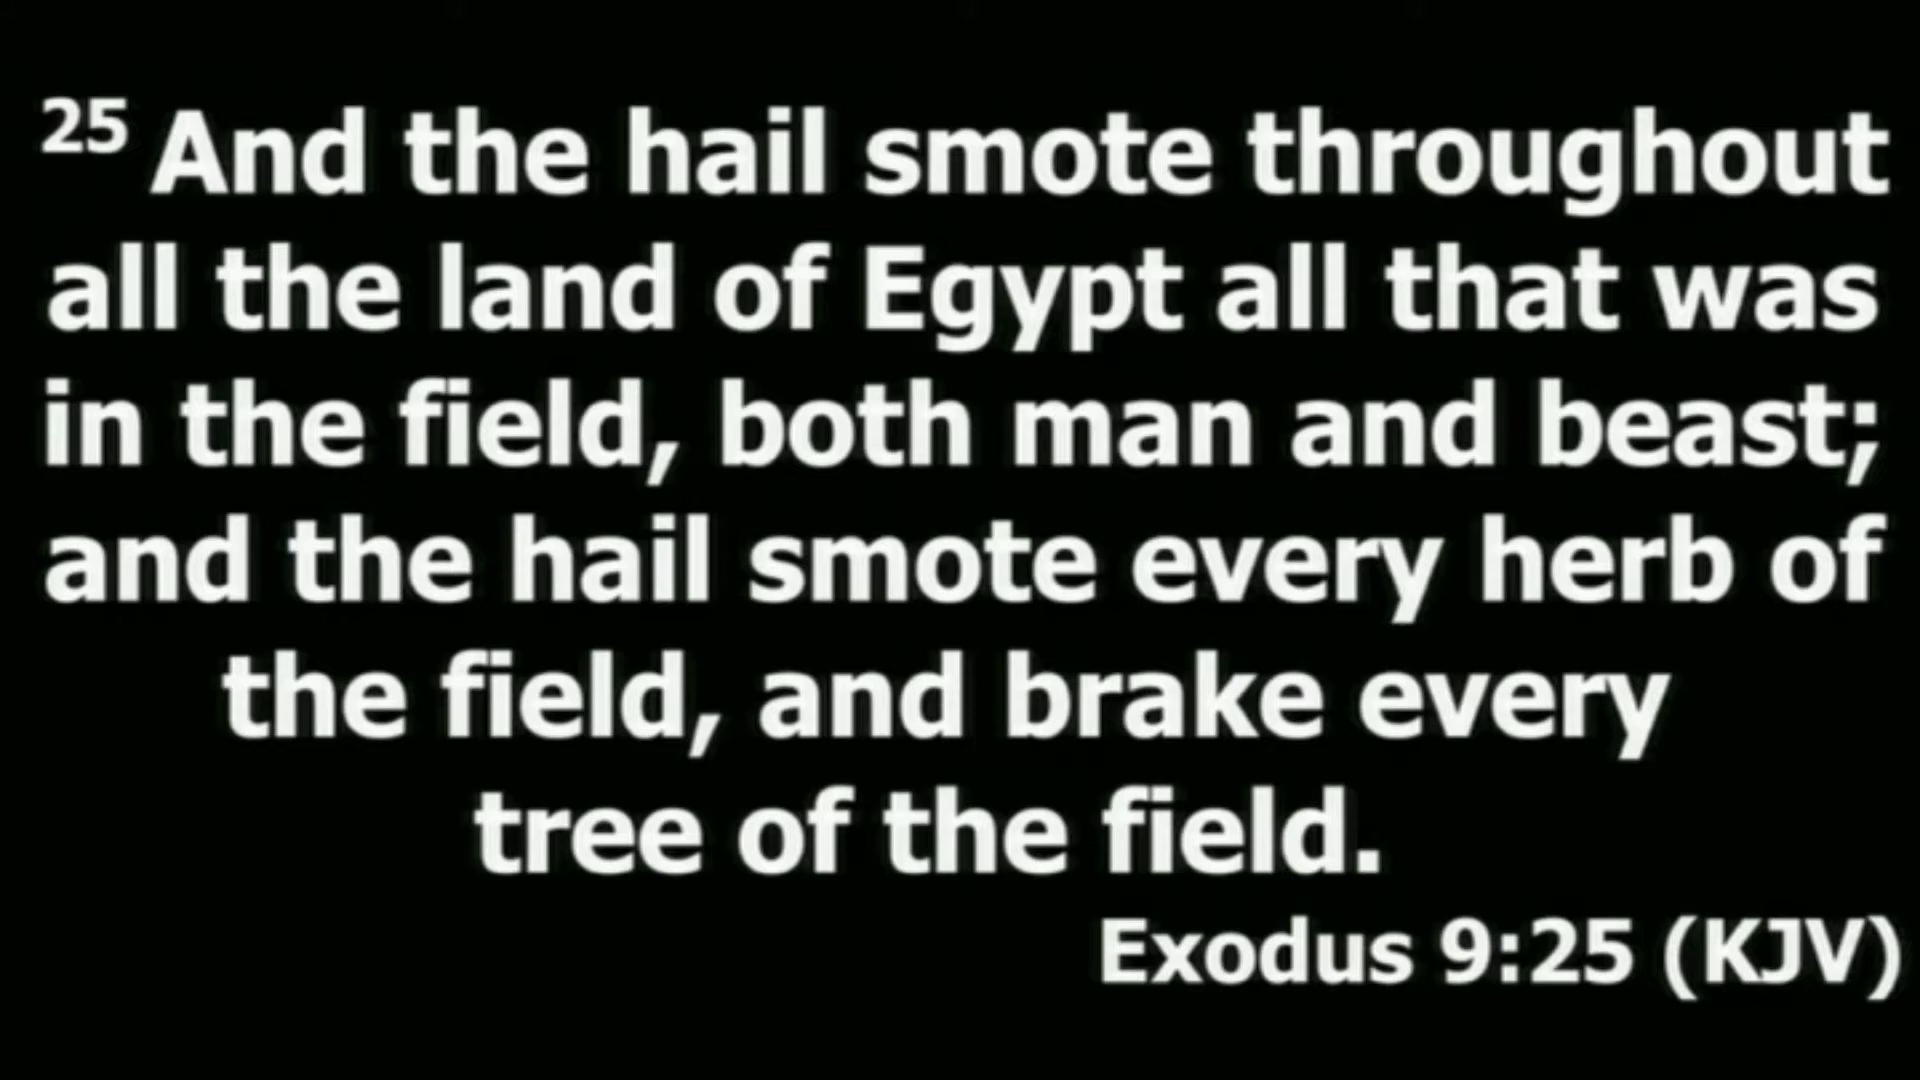 25 And the hail smote throughout
all the land of Egypt all that was
in the field, both man and beast;
and the hail smote every herb of
the field, and brake every
tree of the field.
Exodus 9:25 (KJV)